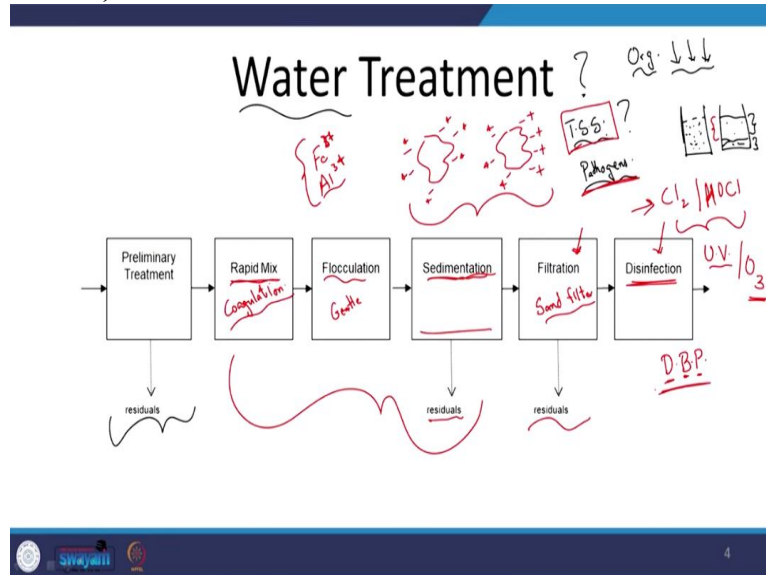 Water Treatment ?
Org. ↓↓↓
T.S.S. ?
Pathogens.
Fe3+
Al3+
→ Cl2/HOCl
U.V./O3
Preliminary
Treatment
Rapid Mix
Coagulation.
Flocculation
Gentle
Sedimentation
Filtration
Sand filter
Disinfection
D.B.P.
residuals
residuals
residuals
swayam
4